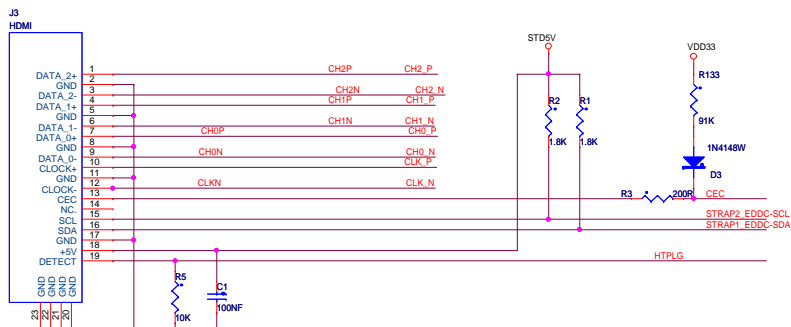 J3
HDMI
STD5V
VDD33
DATA_2+ 1 CH2P CH2_P
GND 2
DATA_2- 3 CH2N CH2_N
DATA_1+ 4 CH1P CH1_P
GND 5
DATA_1- 6 CH1N CH1_N
DATA_0+ 7 CH0P CH0_P
GND 8
DATA_0- 9 CH0N CH0_N
CLOCK+ 10 CLK_P
GND 11
CLOCK- 12 CLKN CLK_N
CEC 13 CEC
NC. 14
SCL 15 STRAP2_EDDC-SCL
SDA 16 STRAP1_EDDC-SDA
GND 17
+5V 18
DETECT 19 HTPLG
R2
1.8K
R1
1.8K
R133
91K
1N4148W
D3
R3 200R
R5
10K
C1
100NF
GND GND GND GND
23 22 21 20